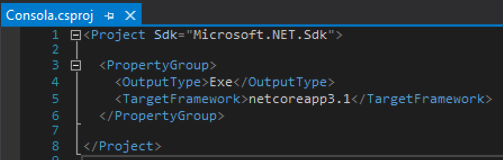 Consola.csproj
1 <Project Sdk="Microsoft.NET.Sdk">
2
3 <PropertyGroup>
4 <OutputType>Exe</OutputType>
5 <TargetFramework>netcoreapp3.1</TargetFramework>
6 </PropertyGroup>
7
8 </Project>
9